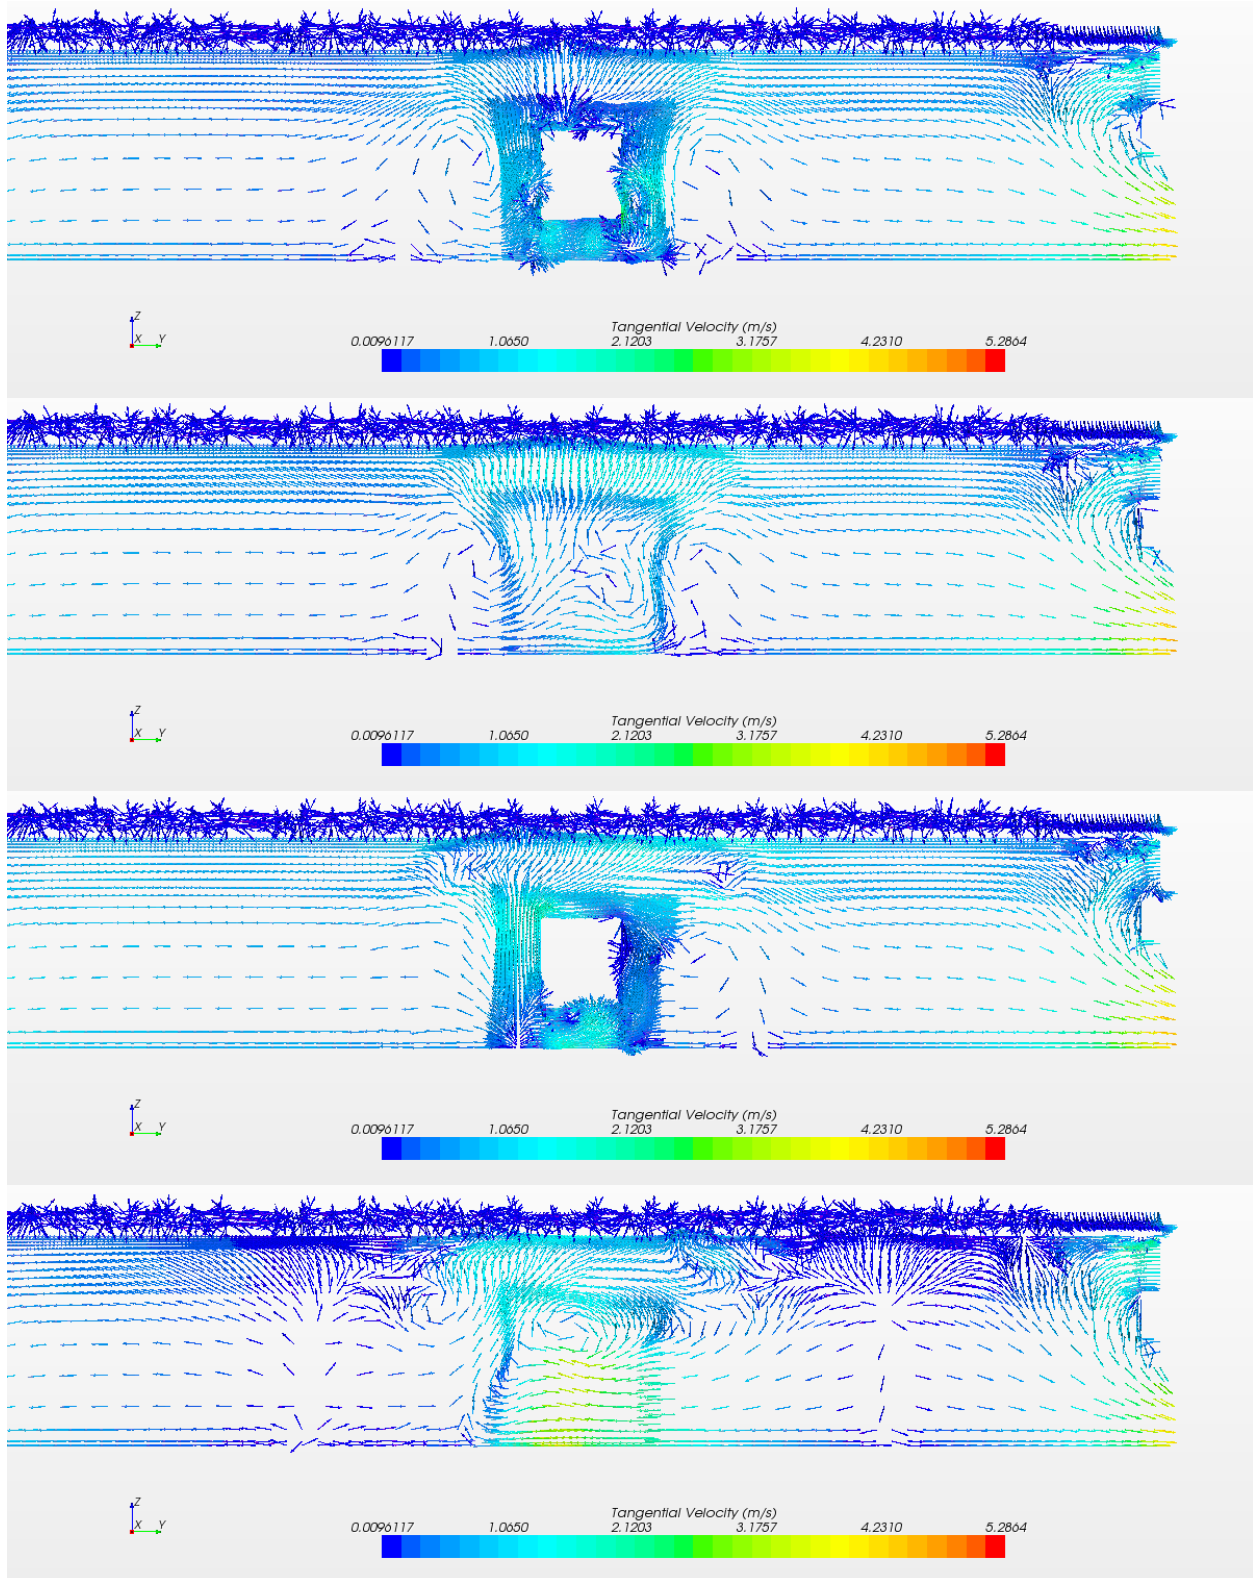 Z
X Y
Tangential Velocity (m/s)
0.0096117 1.0650 2.1203 3.1757 4.2310 5.2864
Z
X Y
Tangential Velocity (m/s)
0.0096117 1.0650 2.1203 3.1757 4.2310 5.2864
Z
X Y
Tangential Velocity (m/s)
0.0096117 1.0650 2.1203 3.1757 4.2310 5.2864
Z
X Y
Tangential Velocity (m/s)
0.0096117 1.0650 2.1203 3.1757 4.2310 5.2864